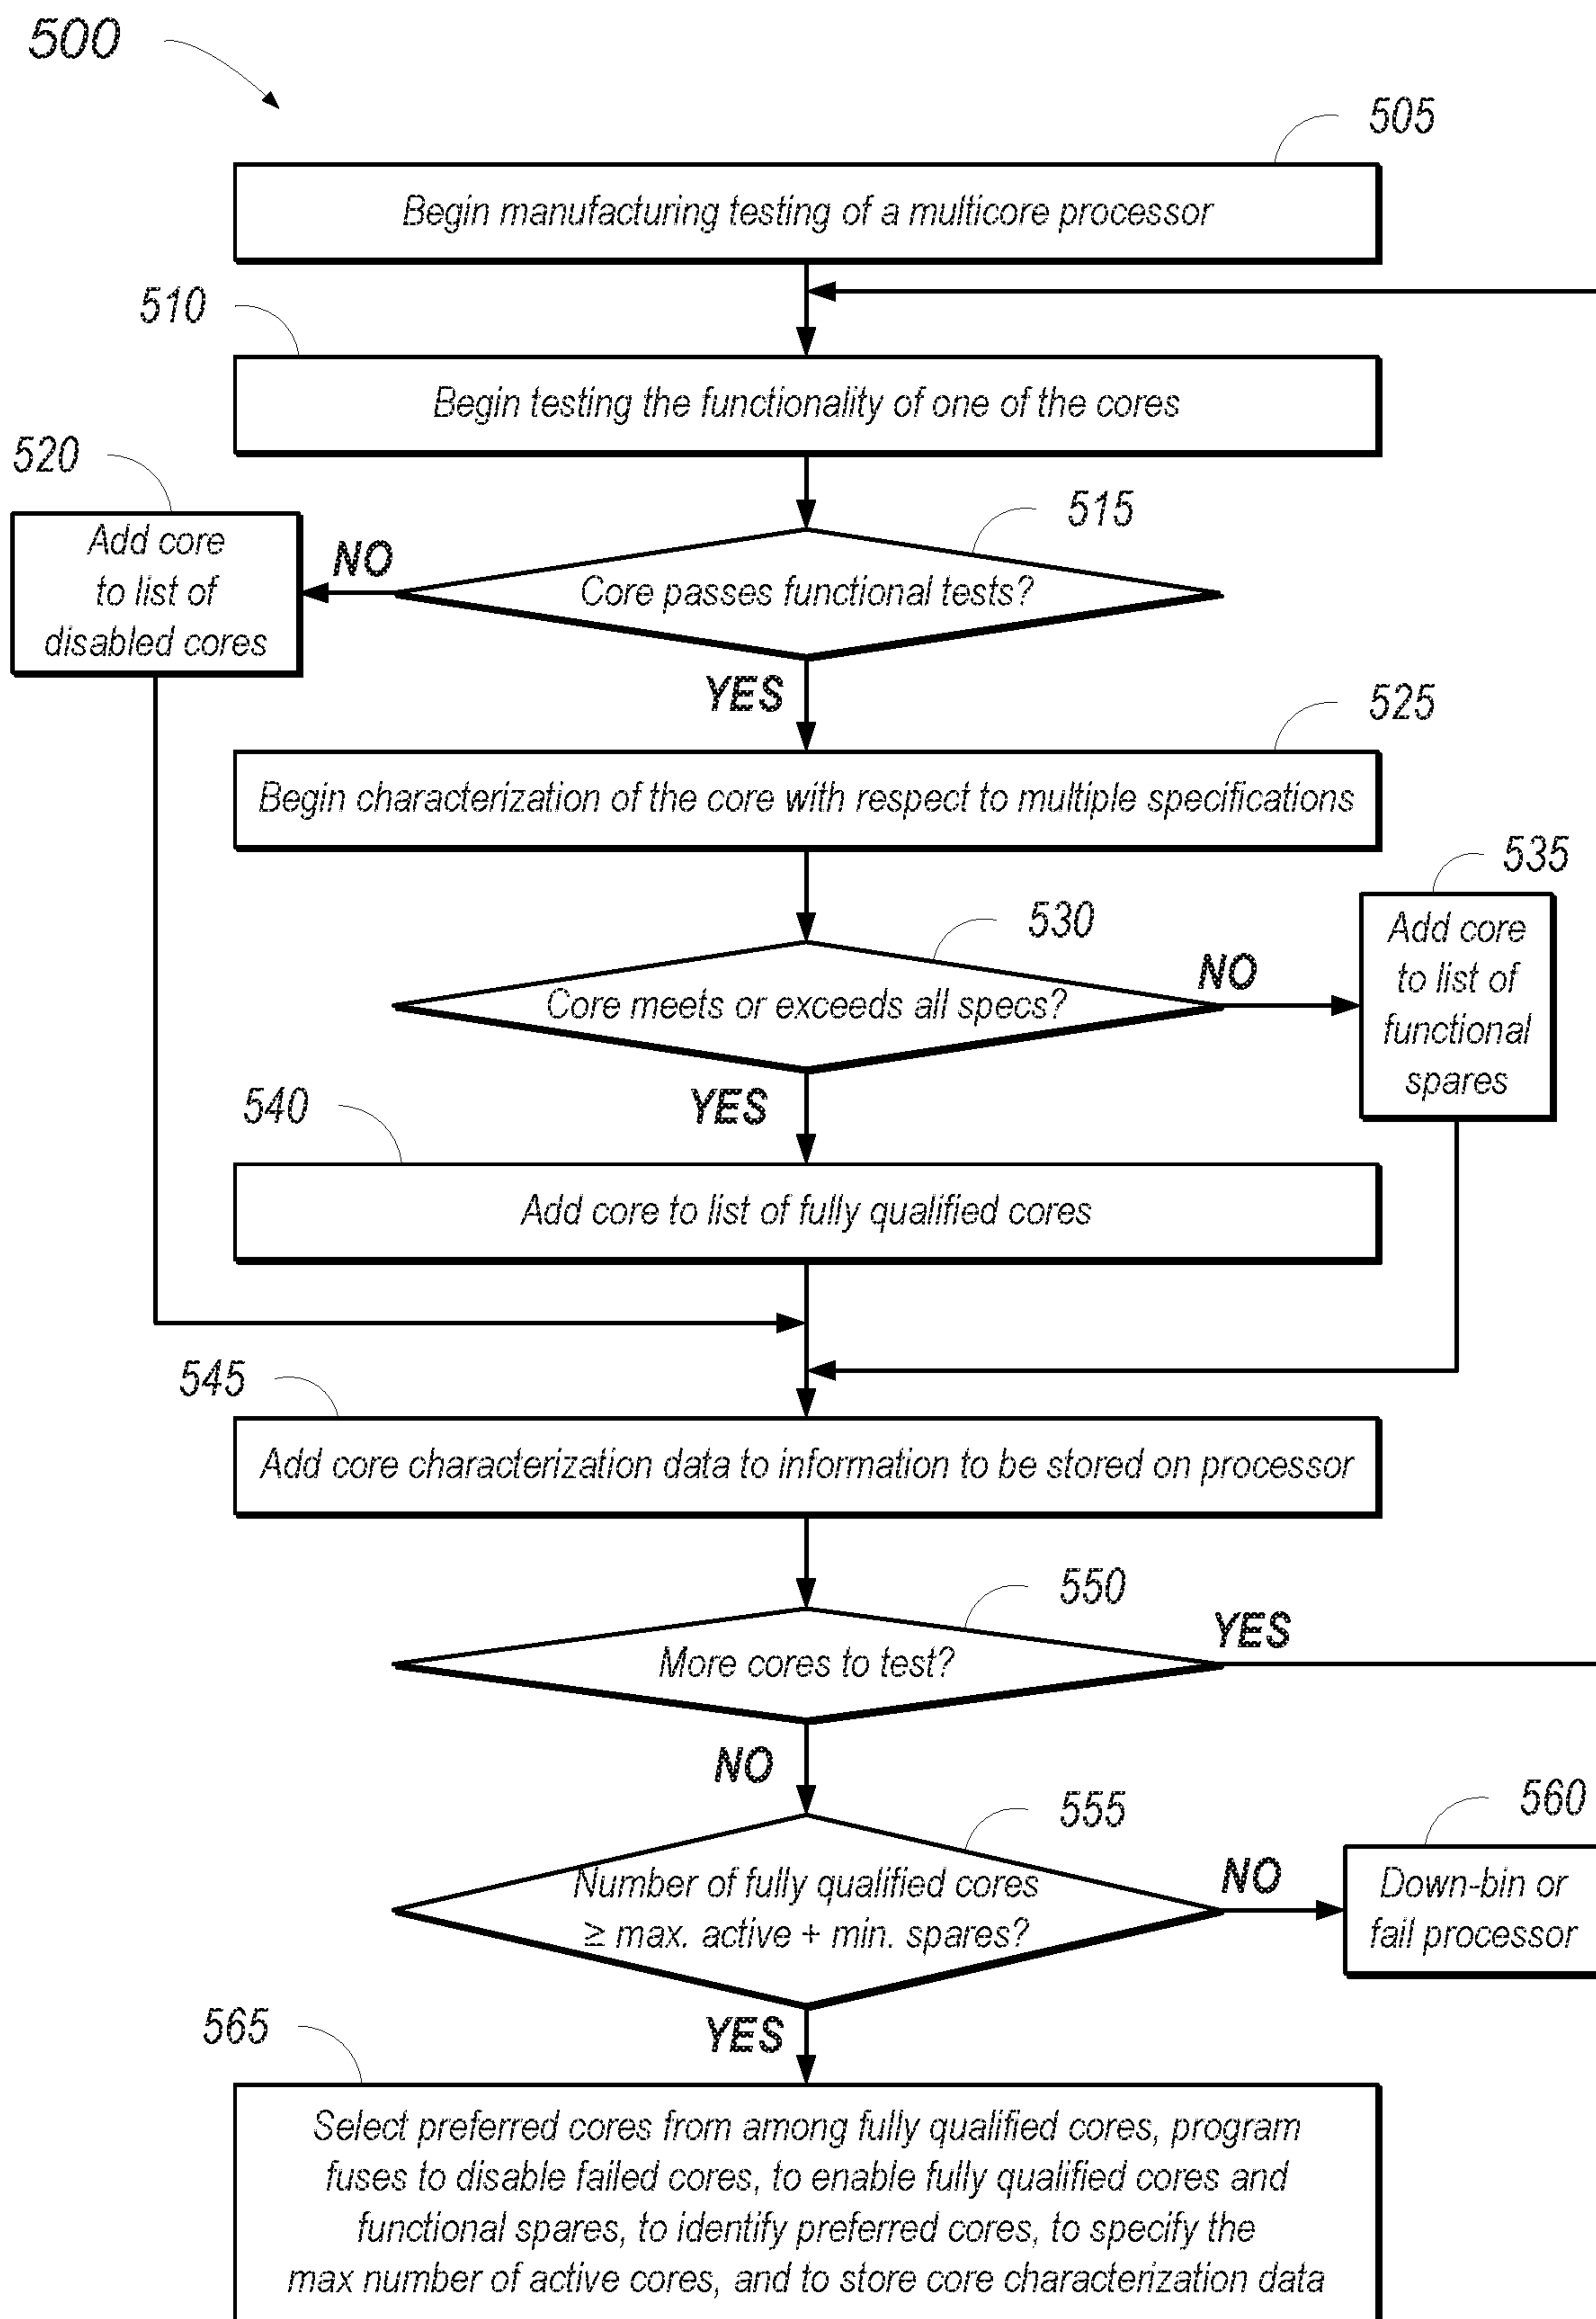 500
505
Begin manufacturing testing of a multicore processor
510
Begin testing the functionality of one of the cores
520
515
Add core
to list of
disabled cores
NO
Core passes functional tests?
YES
525
Begin characterization of the core with respect to multiple specifications
535
530
Add core
to list of
functional
spares
NO
Core meets or exceeds all specs?
YES
540
Add core to list of fully qualified cores
545
Add core characterization data to information to be stored on processor
550
YES
More cores to test?
NO
555
560
Number of fully qualified cores
≥ max. active + min. spares?
NO
Down-bin or
fail processor
YES
565
Select preferred cores from among fully qualified cores, program
fuses to disable failed cores, to enable fully qualified cores and
functional spares, to identify preferred cores, to specify the
max number of active cores, and to store core characterization data